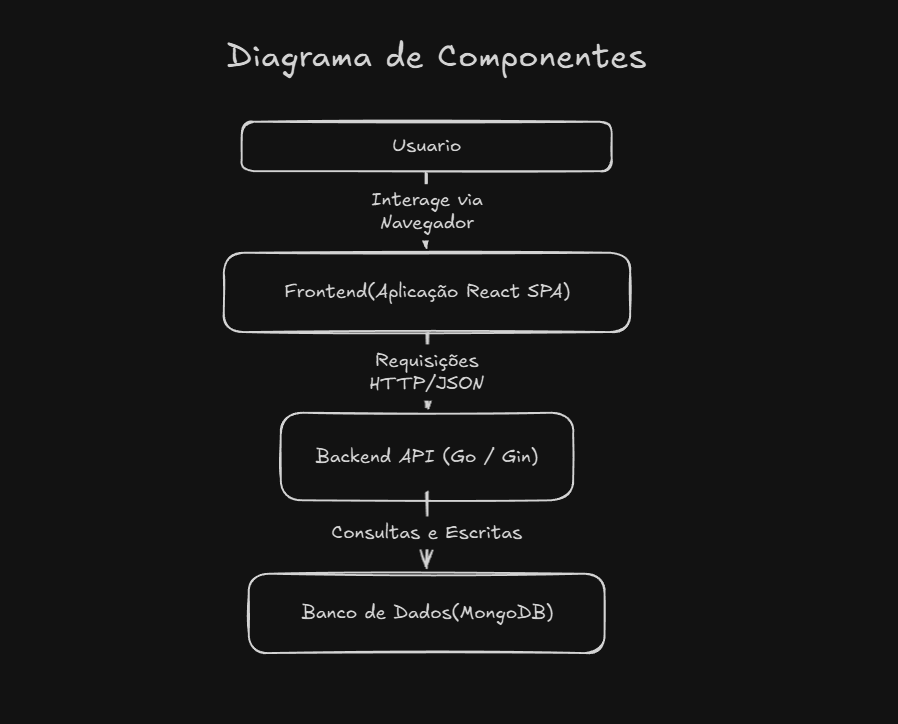 Diagrama de Componentes
Usuario
Interage via
Navegador
Frontend(Aplicação React SPA)
Requisições
HTTP/JSON
Backend API (Go / Gin)
Consultas e Escritas
Banco de Dados(MongoDB)